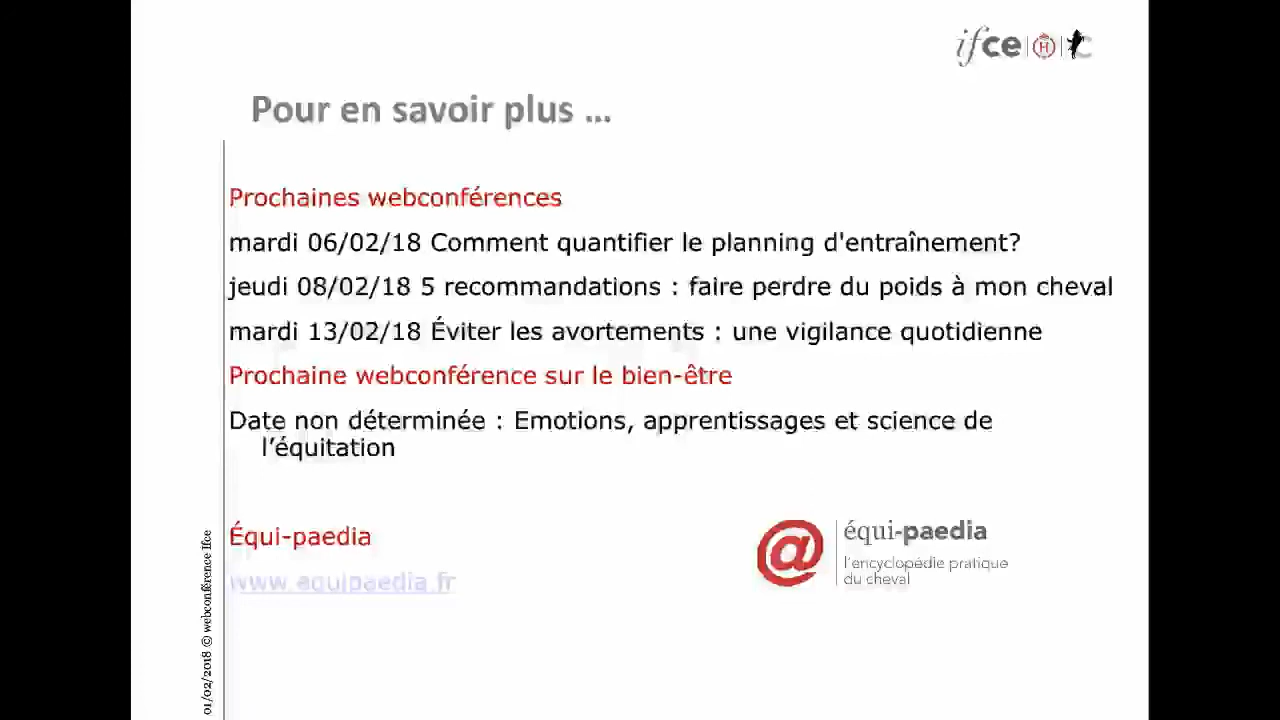 ifce
H
Pour en savoir plus ...
Prochaines webconférences
mardi 06/02/18 Comment quantifier le planning d'entraînement?
jeudi 08/02/18 5 recommandations : faire perdre du poids à mon cheval
mardi 13/02/18 Éviter les avortements : une vigilance quotidienne
Prochaine webconférence sur le bien-être
Date non déterminée : Emotions, apprentissages et science de
l’équitation
Équi-paedia
www.equipaedia.fr
@ équi-paedia
l'encyclopédie pratique
du cheval
01/02/2018 © webconférence Ifce